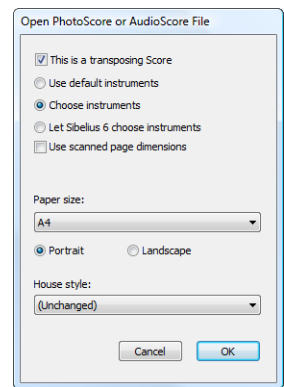 Open PhotoScore or AudioScore File
This is a transposing Score
Use default instruments
Choose instruments
Let Sibelius 6 choose instruments
Use scanned page dimensions
Paper size:
A4
Portrait Landscape
House style:
(Unchanged)
Cancel OK